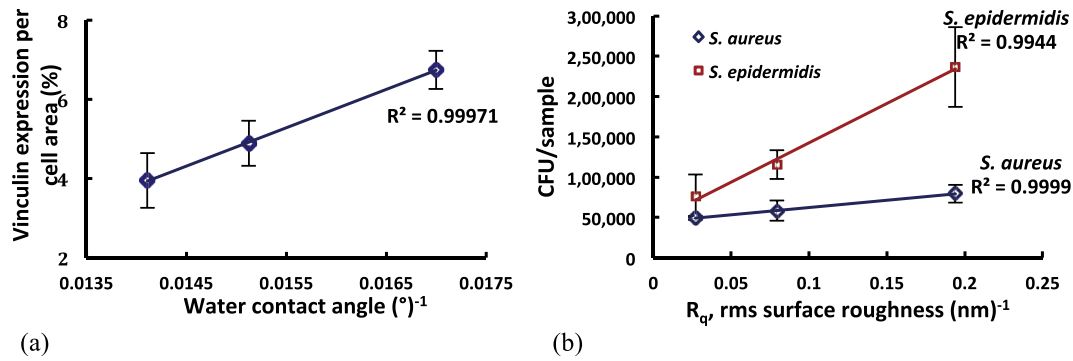 8
6
4
2
Vinculin expression per
cell area (%)
R² = 0.99971
0.0135 0.0145 0.0155 0.0165 0.0175
Water contact angle (°)⁻¹
(a)
3,00,000
2,50,000
2,00,000
1,50,000
1,00,000
50,000
0
CFU/sample
S. aureus
S. epidermidis
S. epidermidis
R² = 0.9944
S. aureus
R² = 0.9999
0 0.05 0.1 0.15 0.2 0.25
Rq, rms surface roughness (nm)⁻¹
(b)